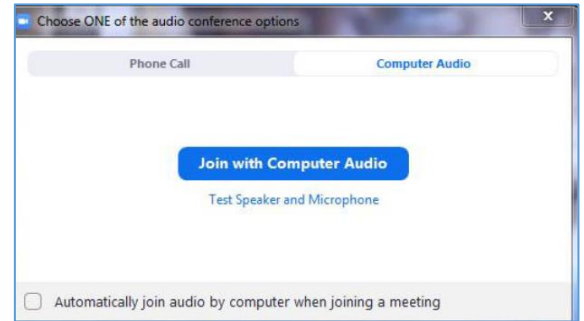 Choose ONE of the audio conference options
X
Phone Call
Computer Audio
Join with Computer Audio
Test Speaker and Microphone
Automatically join audio by computer when joining a meeting